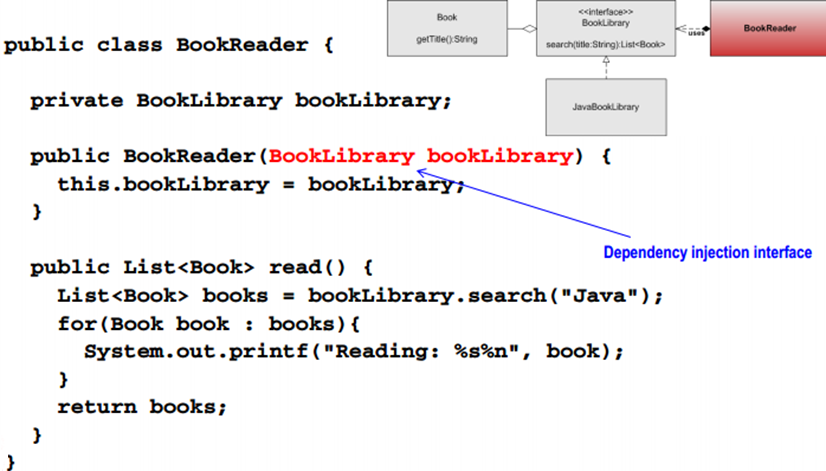 Book
getTitle():String
<<interface>>
BookLibrary
search(title:String):List<Book>
uses
BookReader
JavaBookLibrary
public class BookReader {
private BookLibrary bookLibrary;
public BookReader(BookLibrary bookLibrary) {
this.bookLibrary = bookLibrary;
}
Dependency injection interface
public List<Book> read() {
List<Book> books = bookLibrary.search("Java");
for(Book book : books){
System.out.printf("Reading: %s%n", book);
}
return books;
}
}